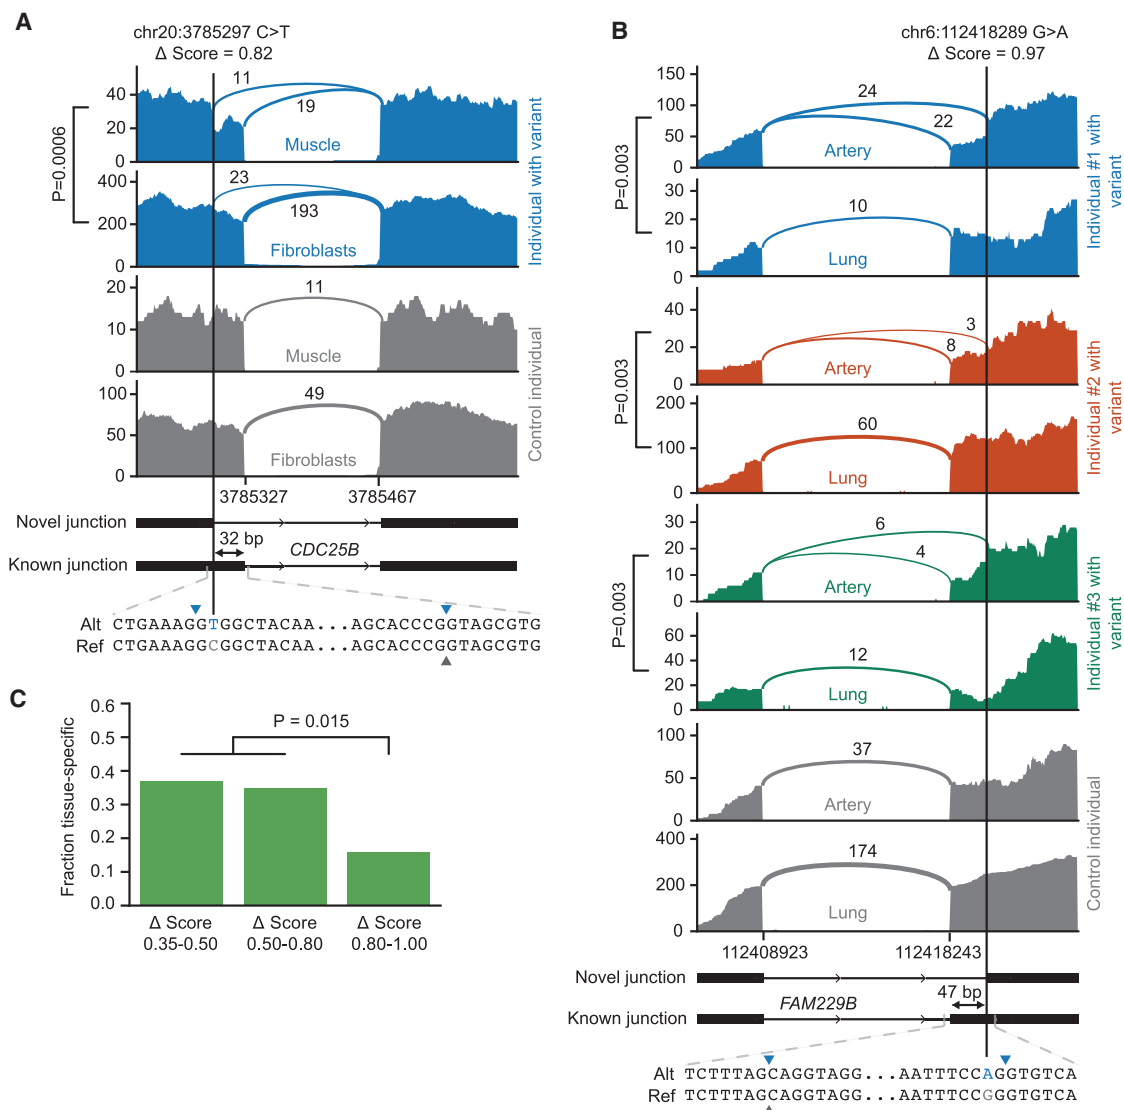 A
chr20:3785297 C>T
Δ Score = 0.82
11
40
19
20
Muscle
0
P=0.0006
Individual with variant
400
23
193
200
Fibroblasts
0
20
11
10
Muscle
0
Control individual
100
49
50
Fibroblasts
0
3785327
3785467
Novel junction
32 bp
CDC25B
Known junction
Alt CTGAAAGGTGGCTACAA...AGCACCCGGTAGCGTG
Ref CTGAAAGGCGGCTACAA...AGCACCCGGTAGCGTG
B
chr6:112418289 G>A
Δ Score = 0.97
150
24
100
22
50
Artery
0
P=0.003
Individual #1 with
variant
30
10
20
10
Lung
0
40
3
8
20
Artery
0
P=0.003
Individual #2 with
variant
200
60
100
Lung
0
30
6
20
4
10
Artery
0
P=0.003
Individual #3 with
variant
60
12
40
20
Lung
0
100
37
50
Artery
0
Control individual
400
174
200
Lung
0
112408923
112418243
Novel junction
47 bp
FAM229B
Known junction
Alt TCTTTAGCAGGTAGG...AATTTCCAGGTGTCA
Ref TCTTTAGCAGGTAGG...AATTTCCGGGTGTCA
C
Fraction tissue-specific
0.6
0.5
0.4
0.3
0.2
0.1
0.0
P = 0.015
Δ Score
0.35-0.50
Δ Score
0.50-0.80
Δ Score
0.80-1.00